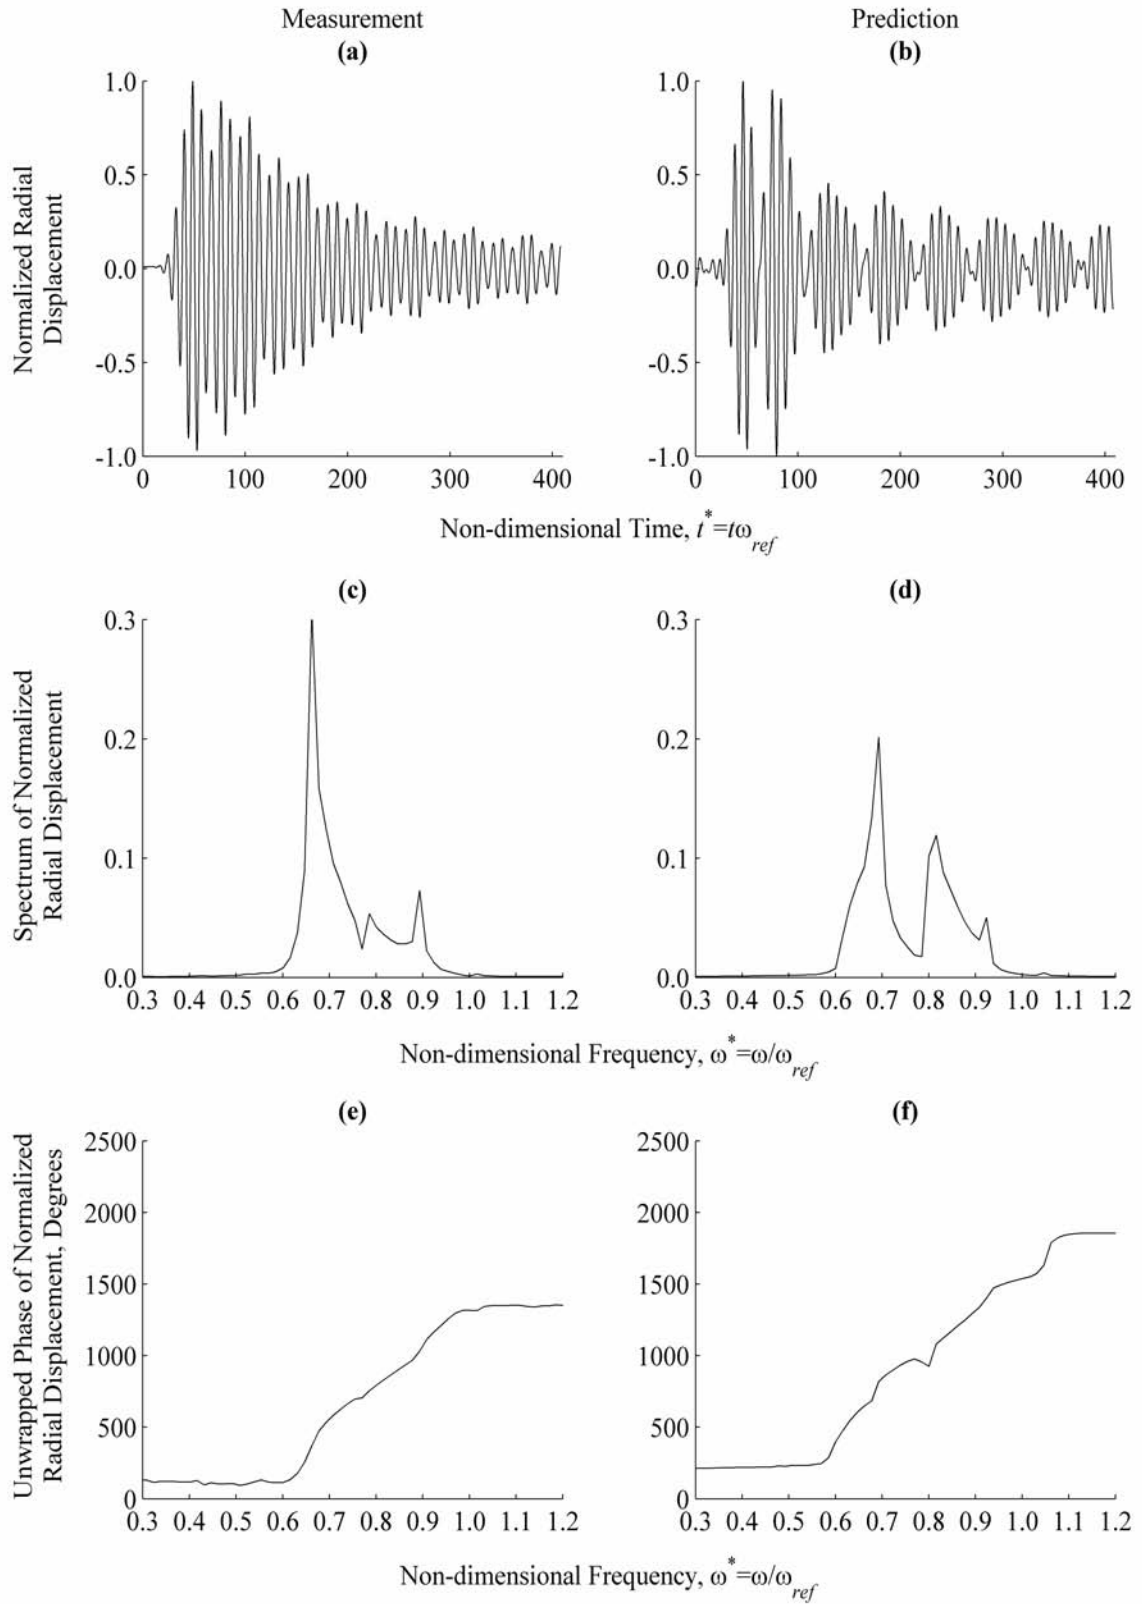 Measurement
Prediction
(a)
(b)
Normalized Radial
Displacement
1.0
0.5
0.0
-0.5
-1.0
0 100 200 300 400
1.0
0.5
0.0
-0.5
-1.0
0 100 200 300 400
Non-dimensional Time, t*=tω_ref
(c)
(d)
Spectrum of Normalized
Radial Displacement
0.3
0.2
0.1
0.0
0.3 0.4 0.5 0.6 0.7 0.8 0.9 1.0 1.1 1.2
0.3
0.2
0.1
0.0
0.3 0.4 0.5 0.6 0.7 0.8 0.9 1.0 1.1 1.2
Non-dimensional Frequency, ω*=ω/ω_ref
(e)
(f)
Unwrapped Phase of Normalized
Radial Displacement, Degrees
2500
2000
1500
1000
500
0
0.3 0.4 0.5 0.6 0.7 0.8 0.9 1.0 1.1 1.2
2500
2000
1500
1000
500
0
0.3 0.4 0.5 0.6 0.7 0.8 0.9 1.0 1.1 1.2
Non-dimensional Frequency, ω*=ω/ω_ref